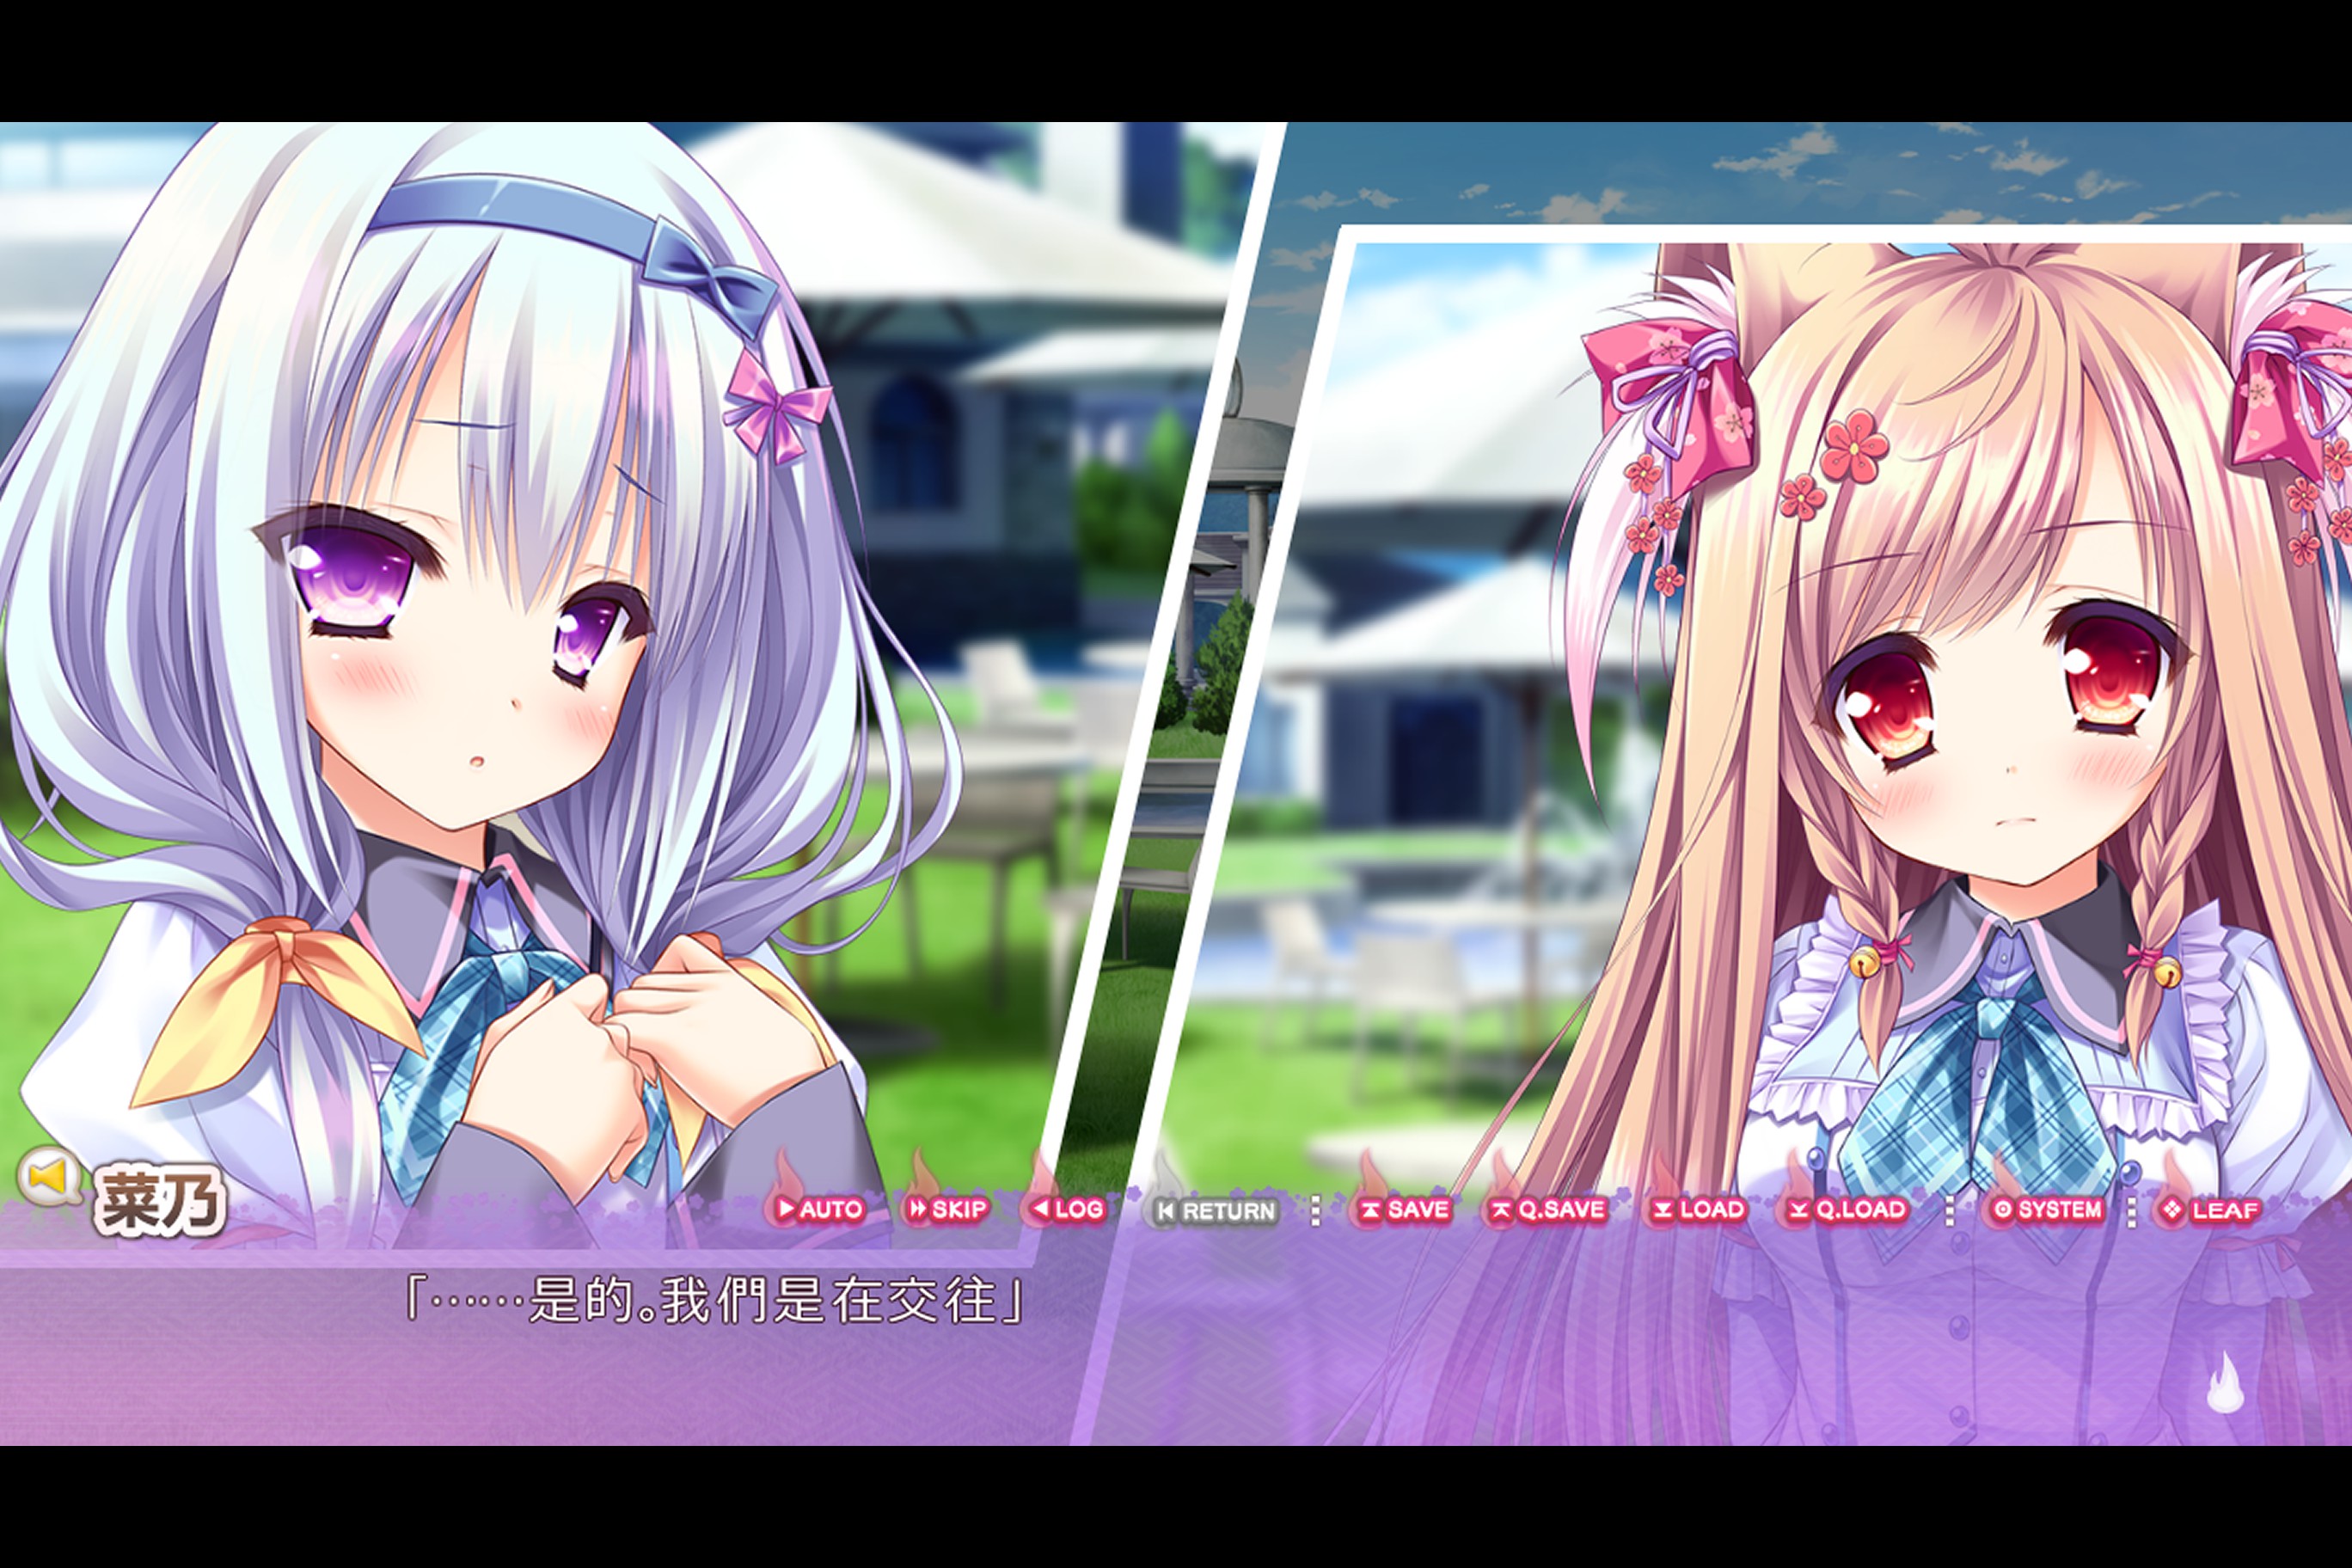 菜乃
AUTO SKIP LOG RETURN SAVE Q.SAVE LOAD Q.LOAD SYSTEM LEAF
「……是的。我們是在交往」